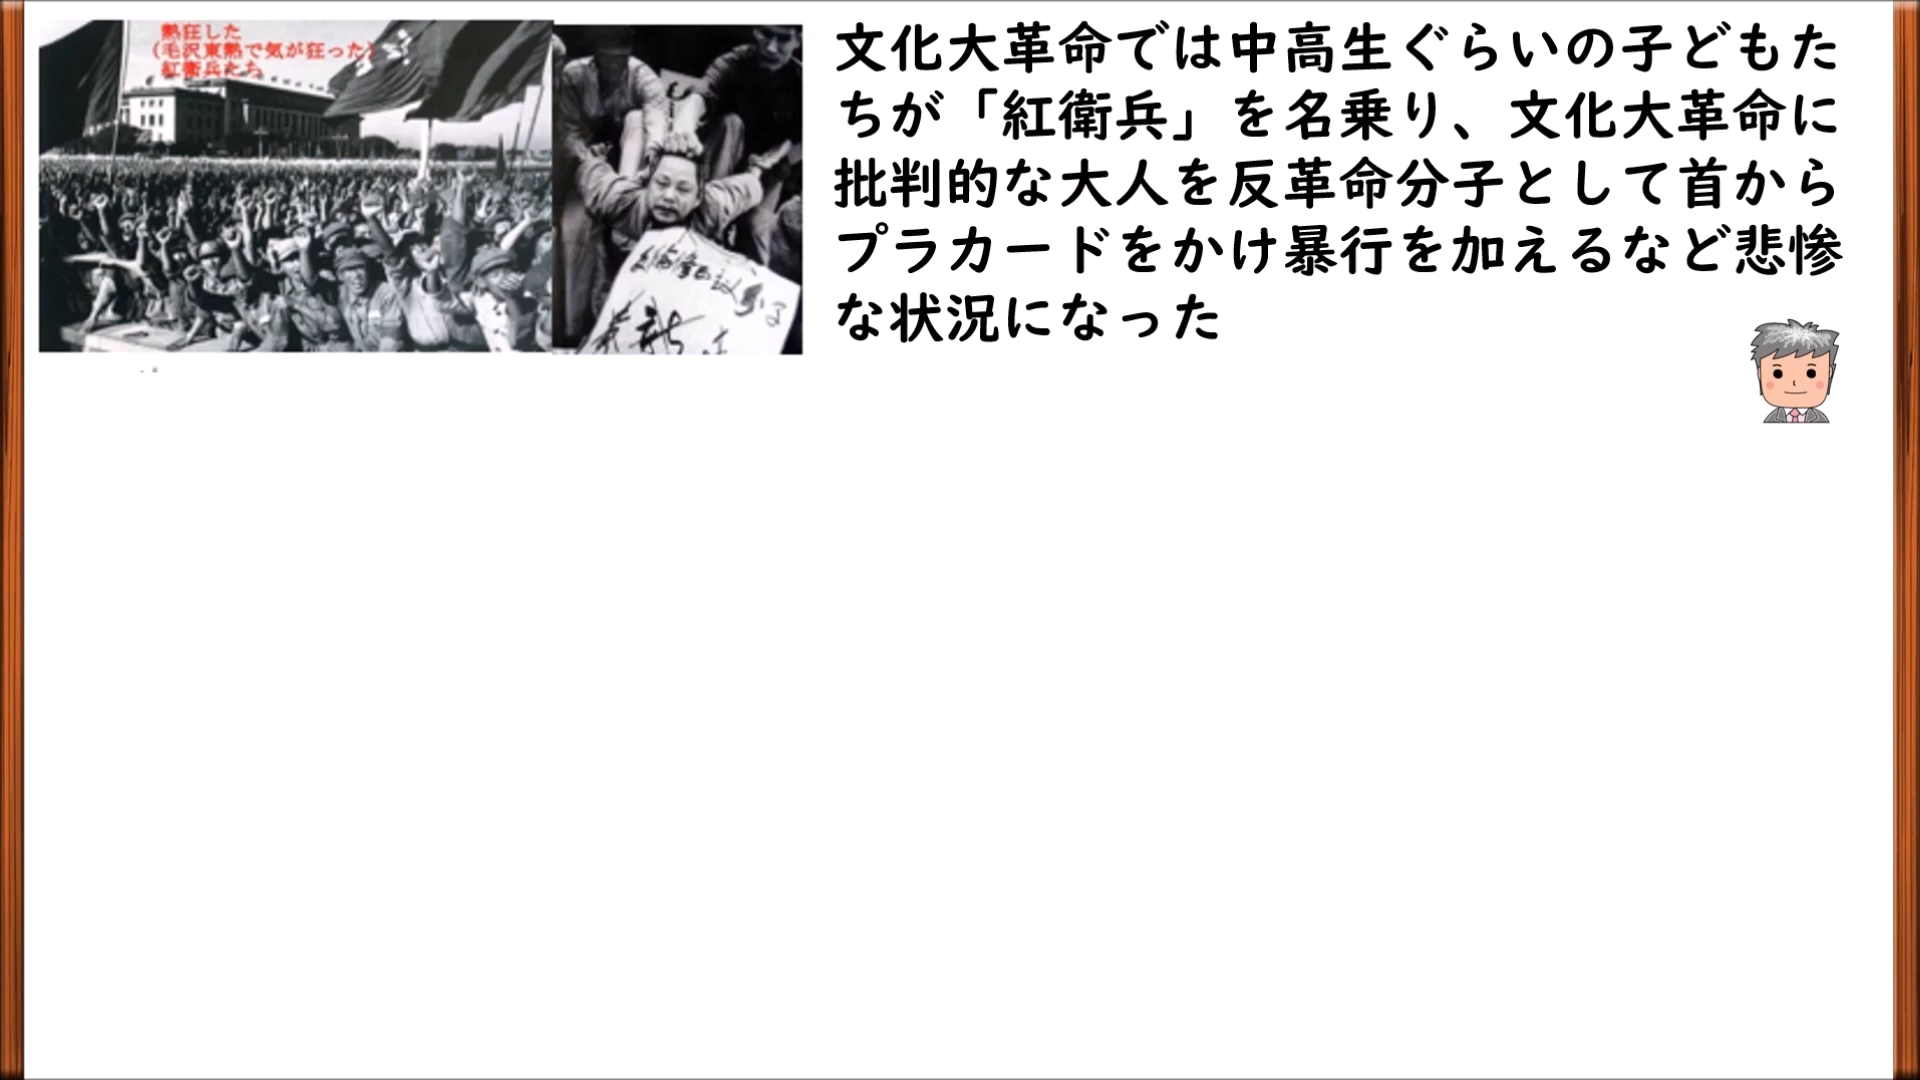 熱狂した
（毛沢東熱で気が狂った）
紅衛兵たち
文化大革命では中高生ぐらいの子どもた
ちが「紅衛兵」を名乗り、文化大革命に
批判的な大人を反革命分子として首から
プラカードをかけ暴行を加えるなど悲惨
な状況になった